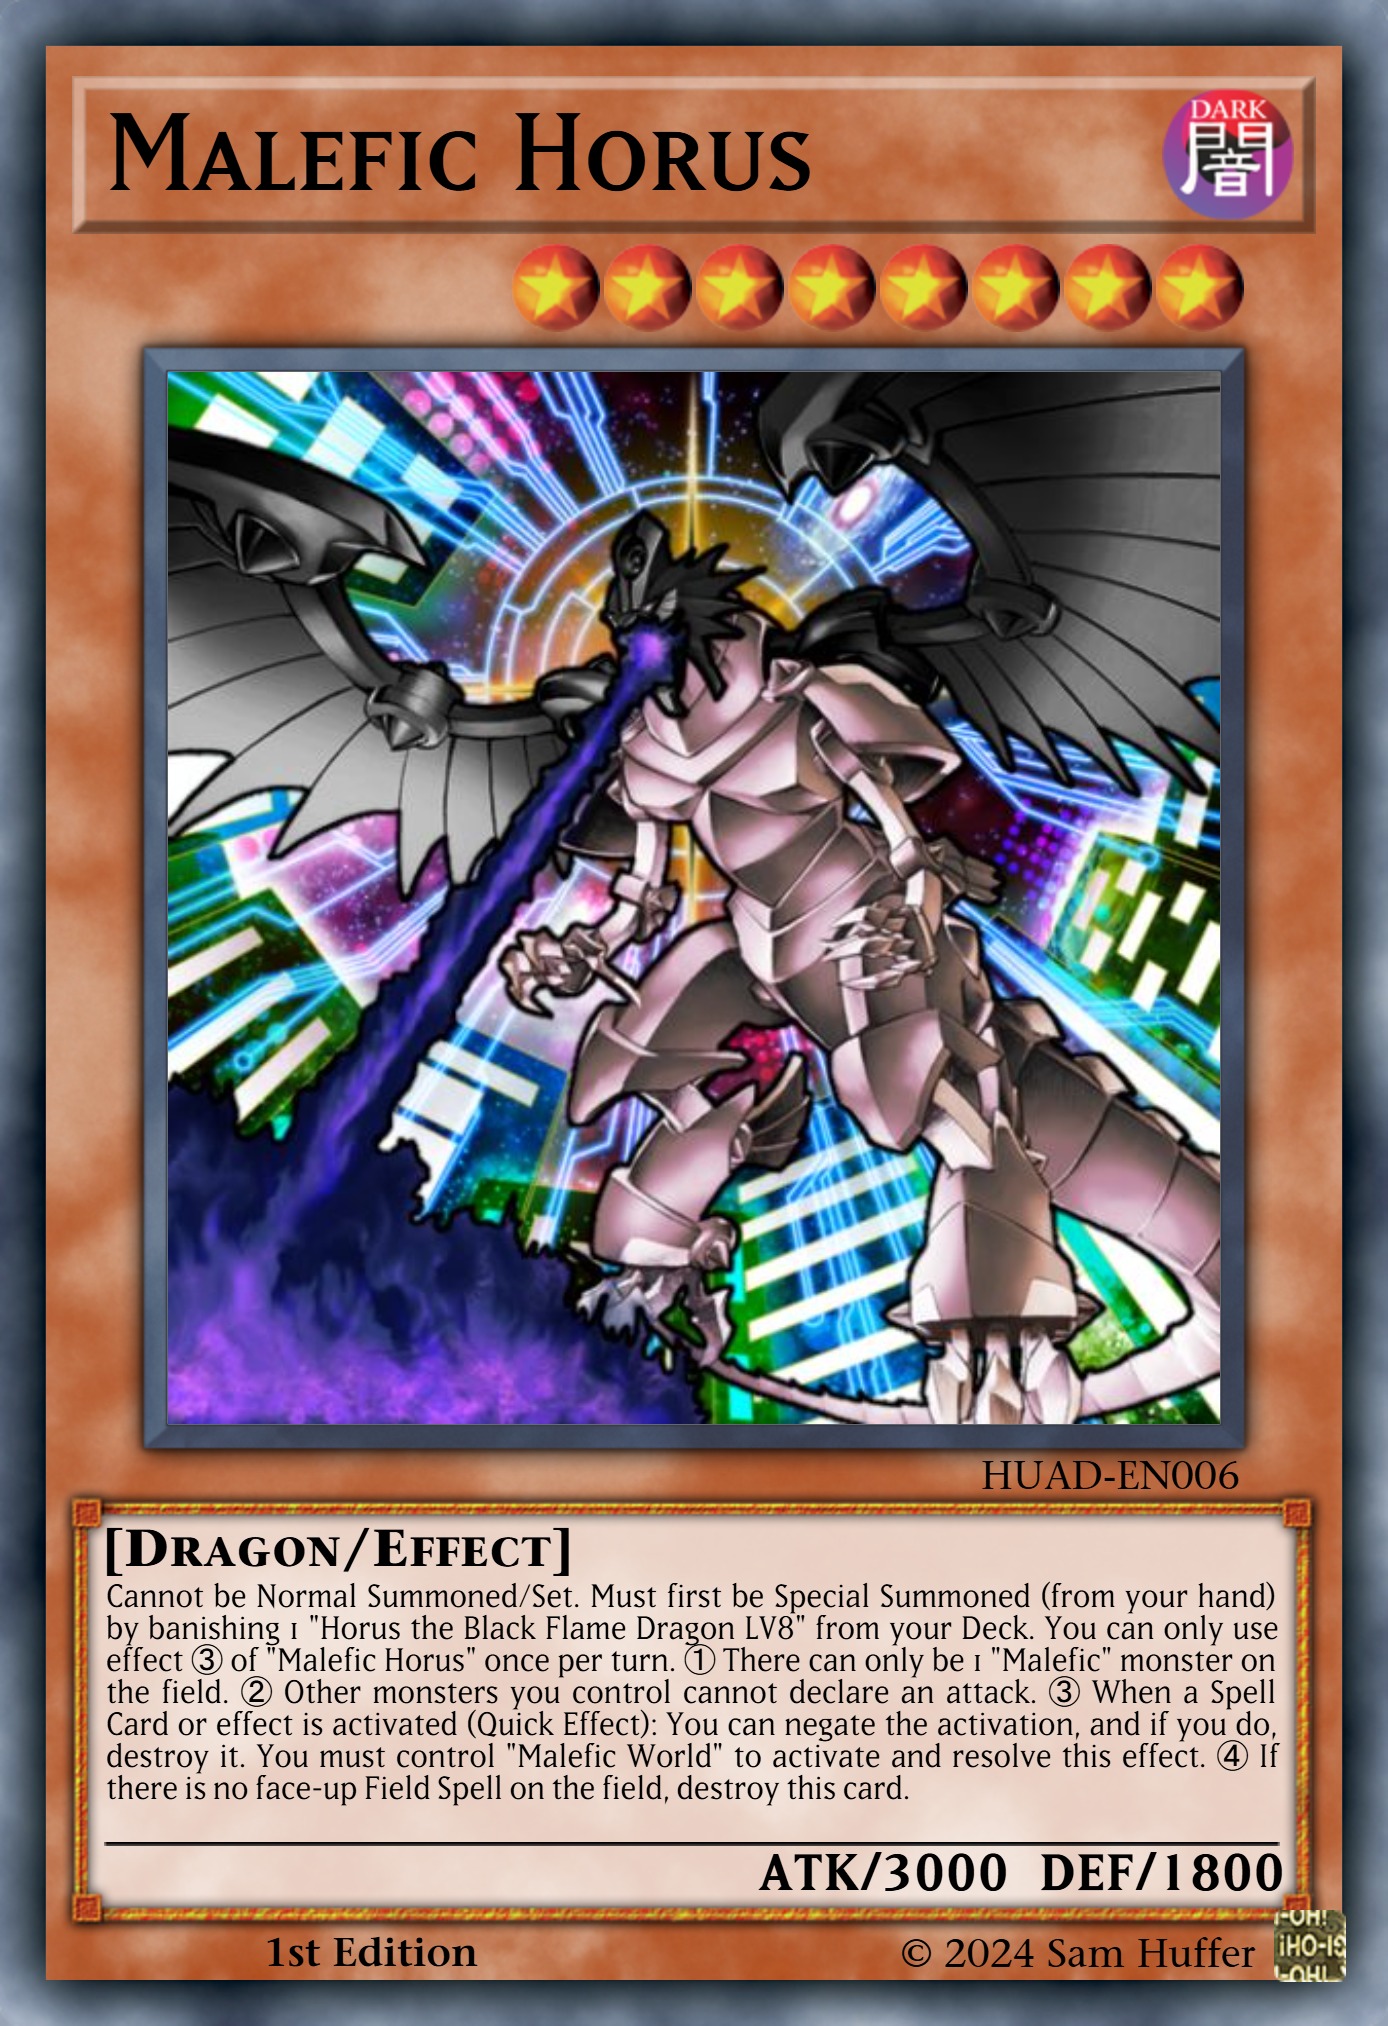 Malefic Horus
DARK
闇
HUAD-EN006
[Dragon/Effect]
Cannot be Normal Summoned/Set. Must first be Special Summoned (from your hand)
by banishing 1 "Horus the Black Flame Dragon LV8" from your Deck. You can only use
effect ③ of "Malefic Horus" once per turn. ① There can only be 1 "Malefic" monster on
the field. ② Other monsters you control cannot declare an attack. ③ When a Spell
Card or effect is activated (Quick Effect): You can negate the activation, and if you do,
destroy it. You must control "Malefic World" to activate and resolve this effect. ④ If
there is no face-up Field Spell on the field, destroy this card.
ATK/3000 DEF/1800
1st Edition
© 2024 Sam Huffer